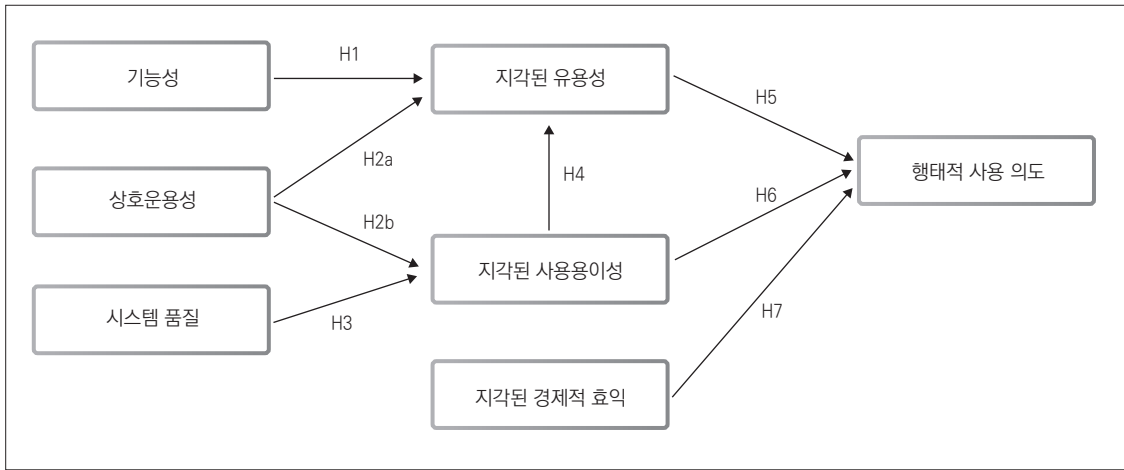 기능성
H1
지각된 유용성
H5
H2a
상호운용성
H4
행태적 사용 의도
H2b
H6
지각된 사용용이성
시스템 품질
H3
H7
지각된 경제적 효익